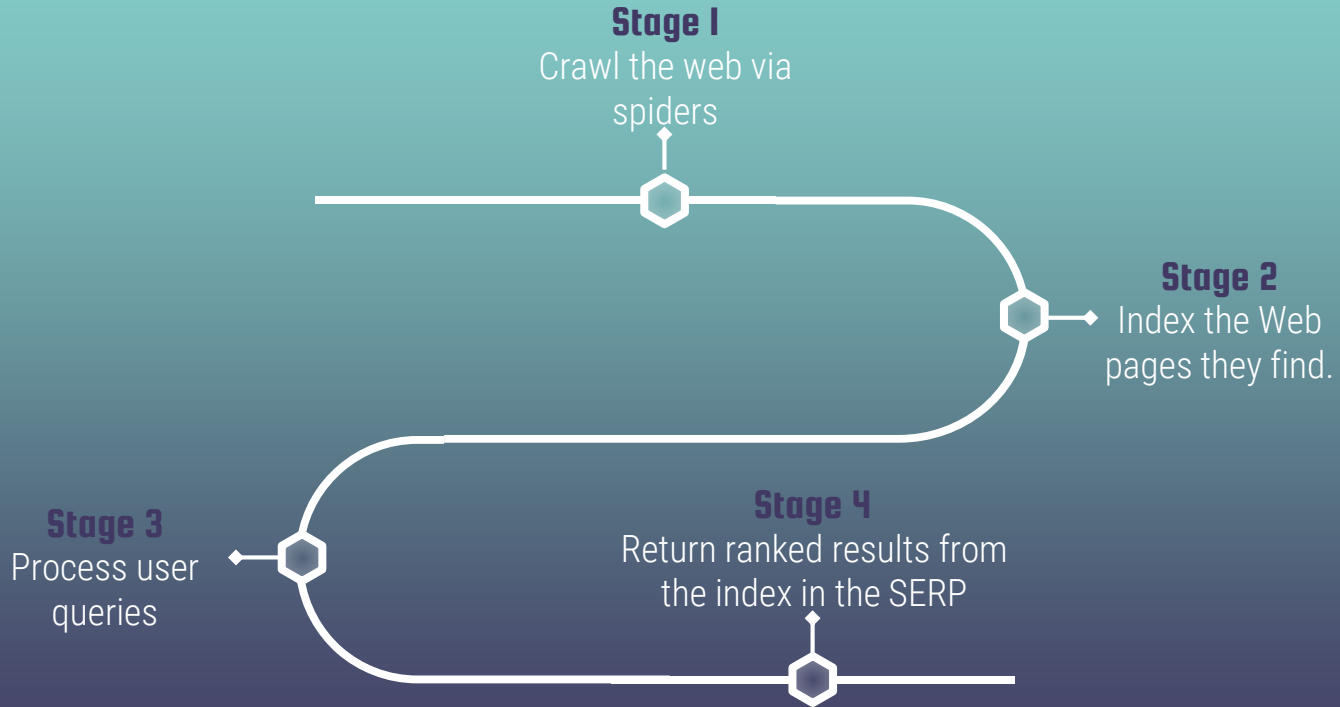 Stage 1
Crawl the web via
spiders
Stage 2
Index the Web
pages they find.
Stage 3
Process user
queries
Stage 4
Return ranked results from
the index in the SERP